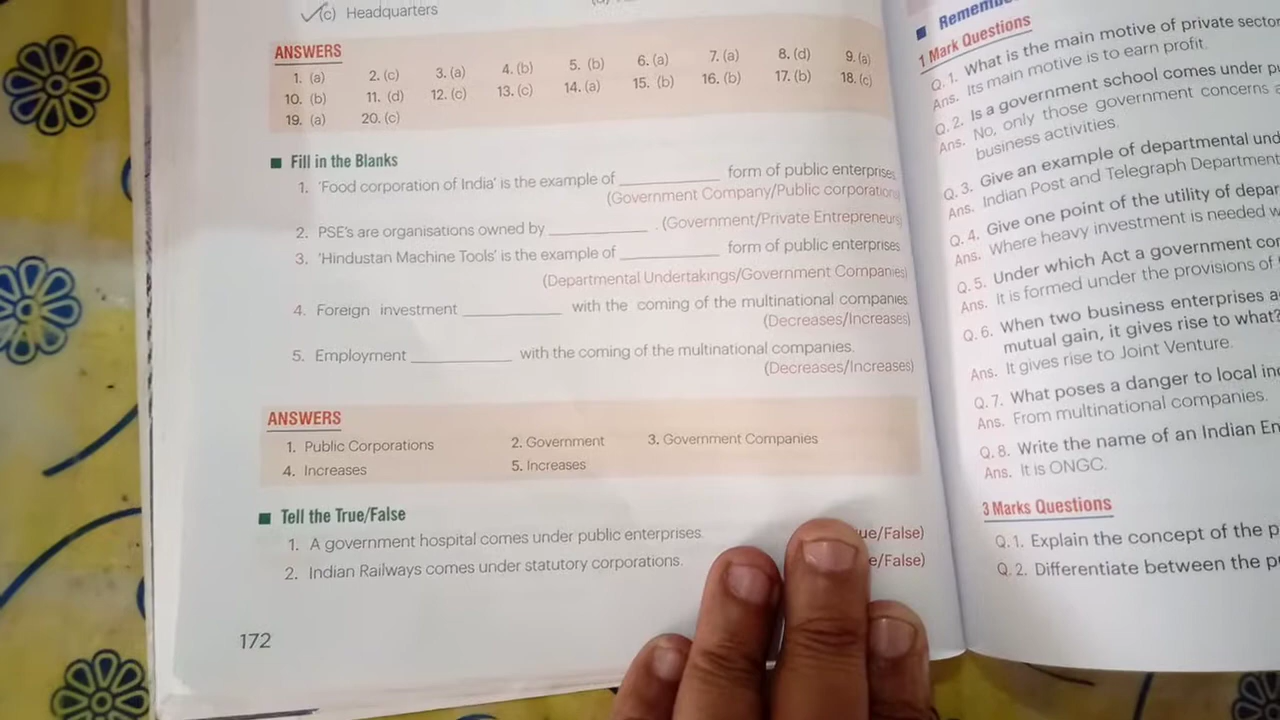 (c) Headquarters
ANSWERS
1. (a) 2. (c) 3. (a) 4. (b) 5. (b) 6. (a) 7. (a) 8. (d) 9. (a)
10. (b) 11. (d) 12. (c) 13. (c) 14. (a) 15. (b) 16. (b) 17. (b) 18. (c)
19. (a) 20. (c)
Fill in the Blanks
1. 'Food corporation of India' is the example of __________ form of public enterprises
(Government Company/Public corporation)
2. PSE's are organisations owned by __________ . (Government/Private Entrepreneurs)
3. 'Hindustan Machine Tools' is the example of __________ form of public enterprises
(Departmental Undertakings/Government Companies)
4. Foreign investment __________ with the coming of the multinational companies
(Decreases/Increases)
5. Employment __________ with the coming of the multinational companies.
(Decreases/Increases)
ANSWERS
1. Public Corporations 2. Government 3. Government Companies
4. Increases 5. Increases
Tell the True/False
1. A government hospital comes under public enterprises. ue/False)
2. Indian Railways comes under statutory corporations. e/False)
172
1 Mark Questions
Q. 1. What is the main motive of private sector
Ans. Its main motive is to earn profit.
Q. 2. Is a government school comes under
Ans. No, only those government concerns
business activities.
Q. 3. Give an example of departmental
Ans. Indian Post and Telegraph Department
Q. 4. Give one point of the utility of
Ans. Where heavy investment is needed
Q. 5. Under which Act a government
Ans. It is formed under the provisions of
Q. 6. When two business enterprises
mutual gain, it gives rise to what?
Ans. It gives rise to Joint Venture.
Q. 7. What poses a danger to local
Ans. From multinational companies.
Q. 8. Write the name of an Indian
Ans. It is ONGC.
3 Marks Questions
Q. 1. Explain the concept of the
Q. 2. Differentiate between the